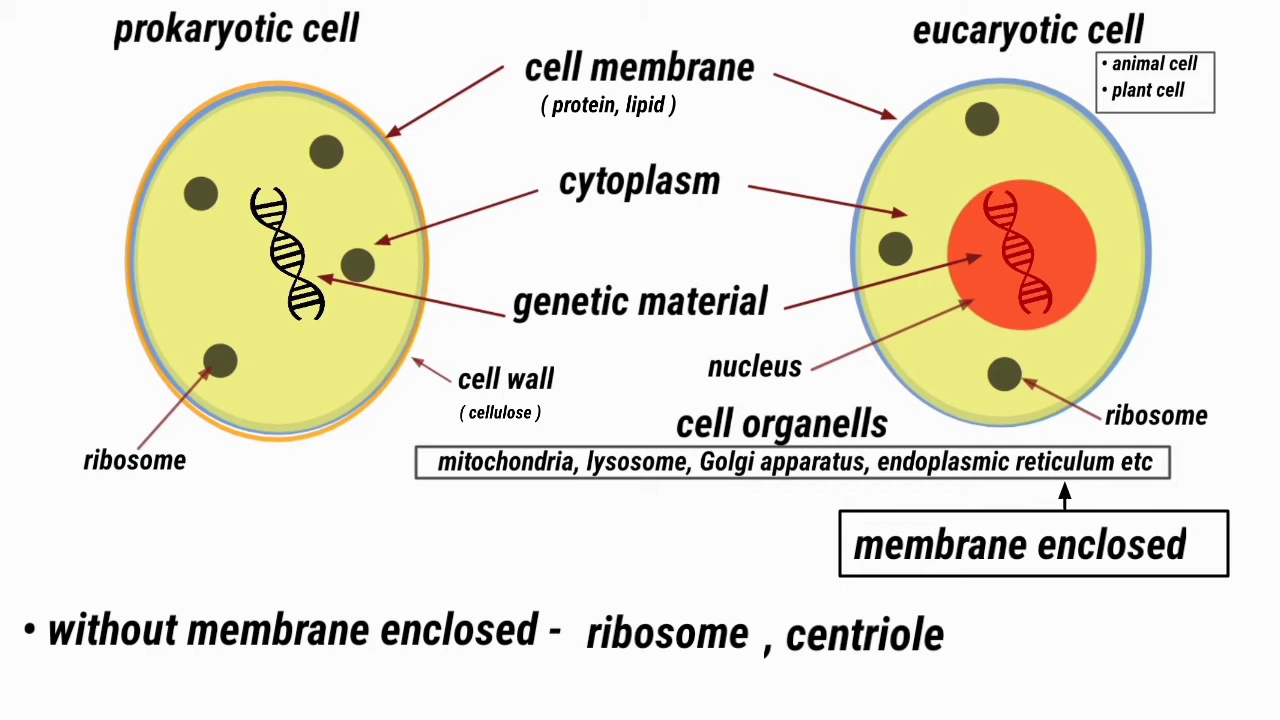 prokaryotic cell
eucaryotic cell
• animal cell
• plant cell
cell membrane
( protein, lipid )
cytoplasm
genetic material
nucleus
cell wall
( cellulose )
ribosome
ribosome
cell organells
mitochondria, lysosome, Golgi apparatus, endoplasmic reticulum etc
membrane enclosed
• without membrane enclosed - ribosome , centriole